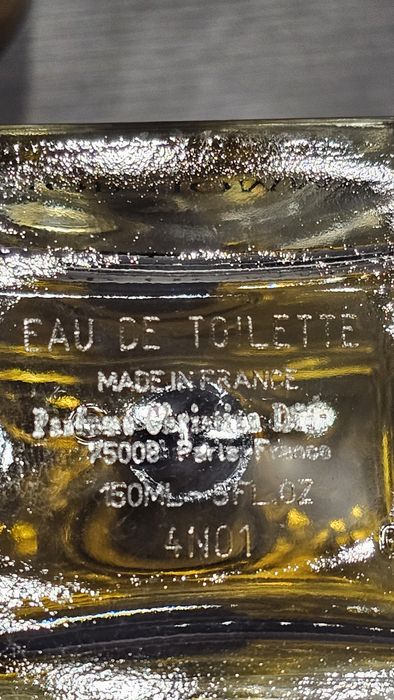 EAU DE TOILETTE
MADE IN FRANCE
Parfums Christian Dior
75008 Paris France
150ML 5FL.OZ
4N01